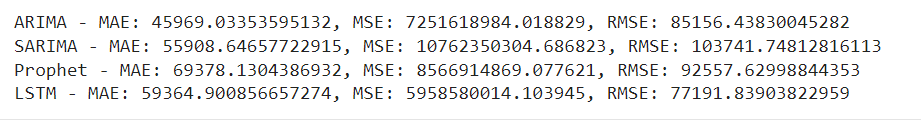 ARIMA - MAE: 45969.03353595132, MSE: 7251618984.018829, RMSE: 85156.43830045282
SARIMA - MAE: 55908.64657722915, MSE: 10762350304.686823, RMSE: 103741.74812816113
Prophet - MAE: 69378.1304386932, MSE: 8566914869.077621, RMSE: 92557.62998844353
LSTM - MAE: 59364.900856657274, MSE: 5958580014.103945, RMSE: 77191.83903822959